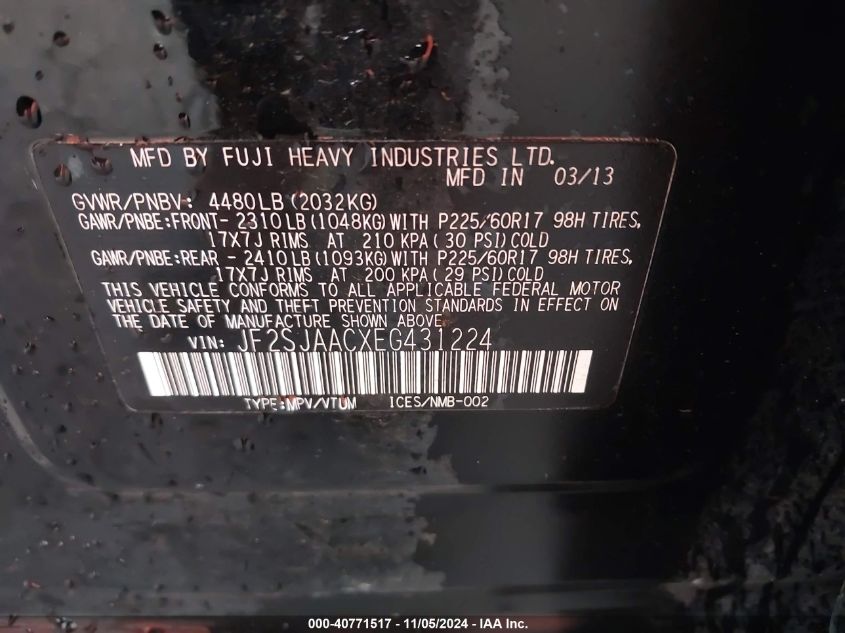 MFD BY FUJI HEAVY INDUSTRIES LTD.
MFD IN 03/13
GVWR/PNBV: 4480LB(2032KG)
GAWR/PNBE:FRONT- 2310LB(1048KG)WITH P225/60R17 98H TIRES,
17X7J RIMS AT 210 KPA(30 PSI)COLD
GAWR/PNBE:REAR - 2410LB(1093KG)WITH P225/60R17 98H TIRES,
17X7J RIMS AT 200 KPA(29 PSI)COLD
THIS VEHICLE CONFORMS TO ALL APPLICABLE FEDERAL MOTOR
VEHICLE SAFETY AND THEFT PREVENTION STANDARDS IN EFFECT ON
THE DATE OF MANUFACTURE SHOWN ABOVE.
VIN: JF2SJAACXEG431224
TYPE:MPV/VTUM ICES/NMB-002
000-40771517 - 11/05/2024 - IAA Inc.